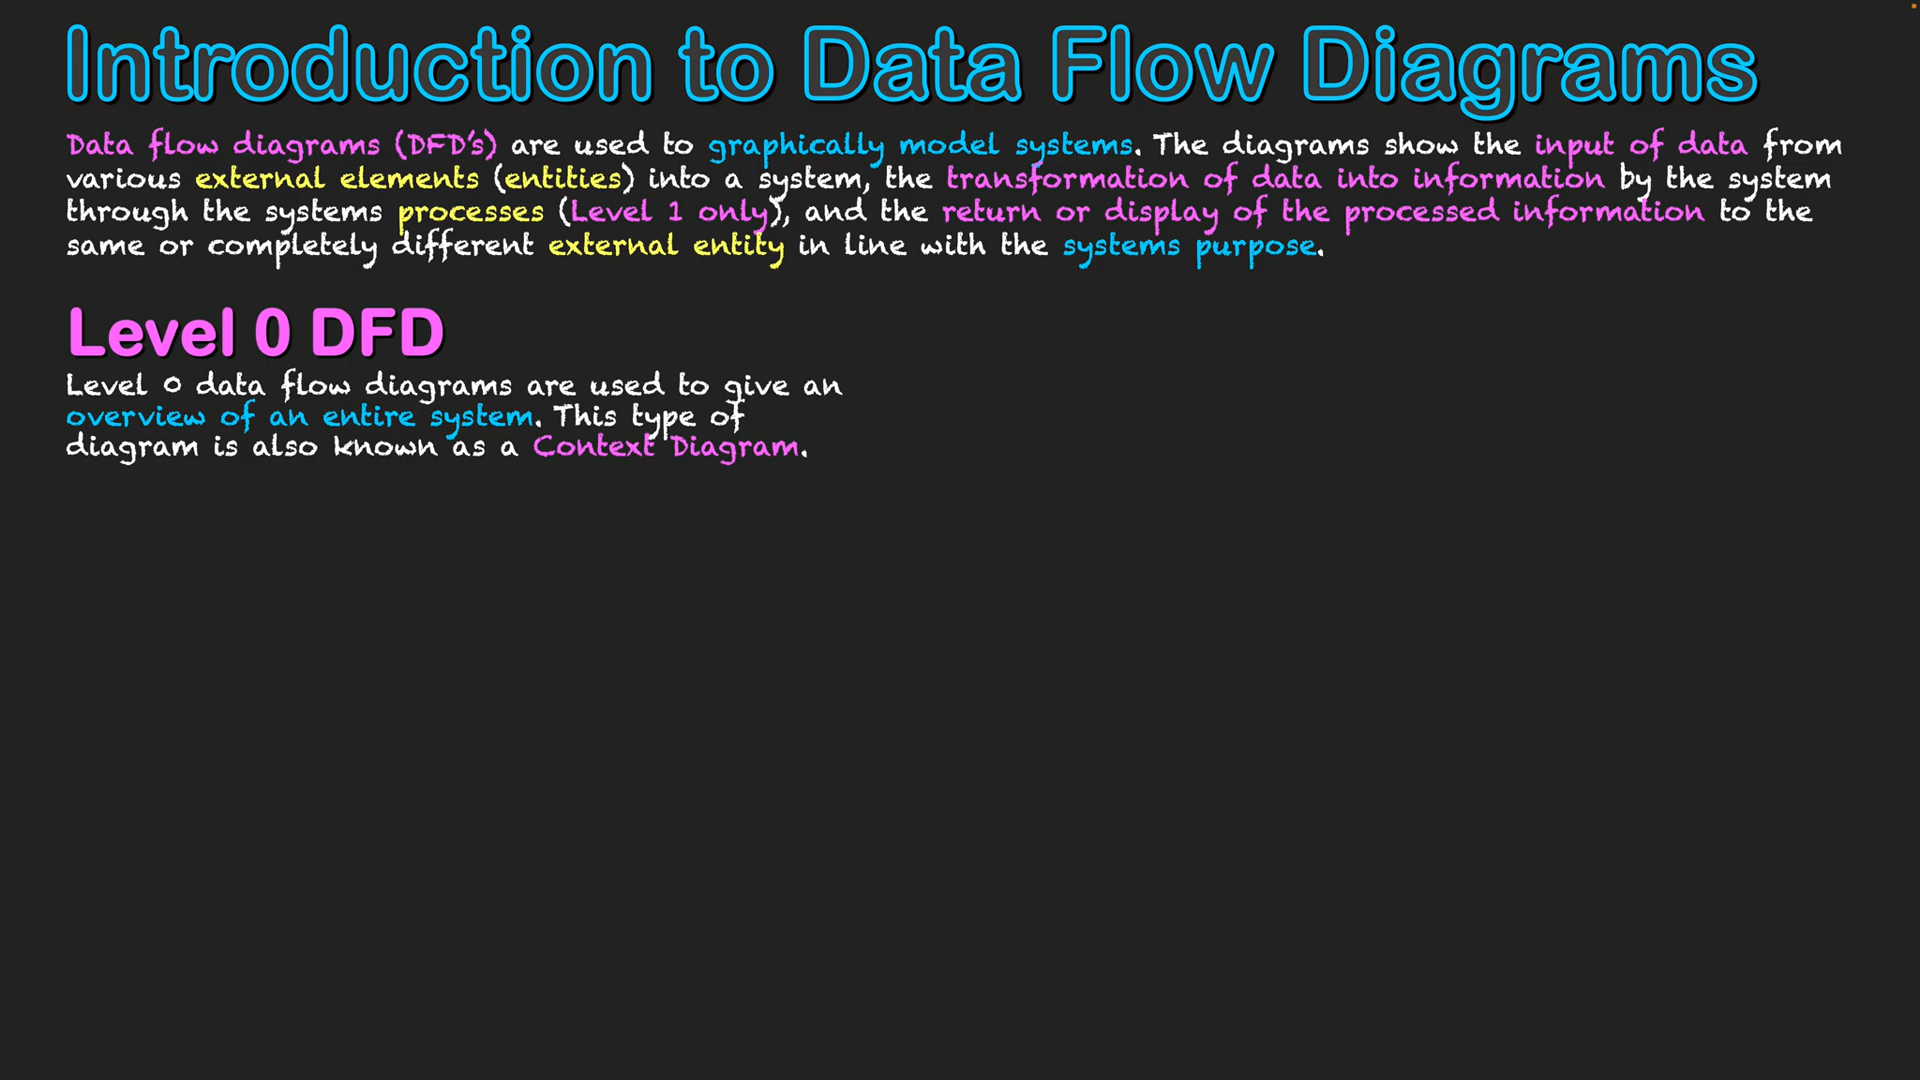 Introduction to Data Flow Diagrams
Data flow diagrams (DFD's) are used to graphically model systems. The diagrams show the input of data from
various external elements (entities) into a system, the transformation of data into information by the system
through the systems processes (Level 1 only), and the return or display of the processed information to the
same or completely different external entity in line with the systems purpose.
Level 0 DFD
Level 0 data flow diagrams are used to give an
overview of an entire system. This type of
diagram is also known as a Context Diagram.